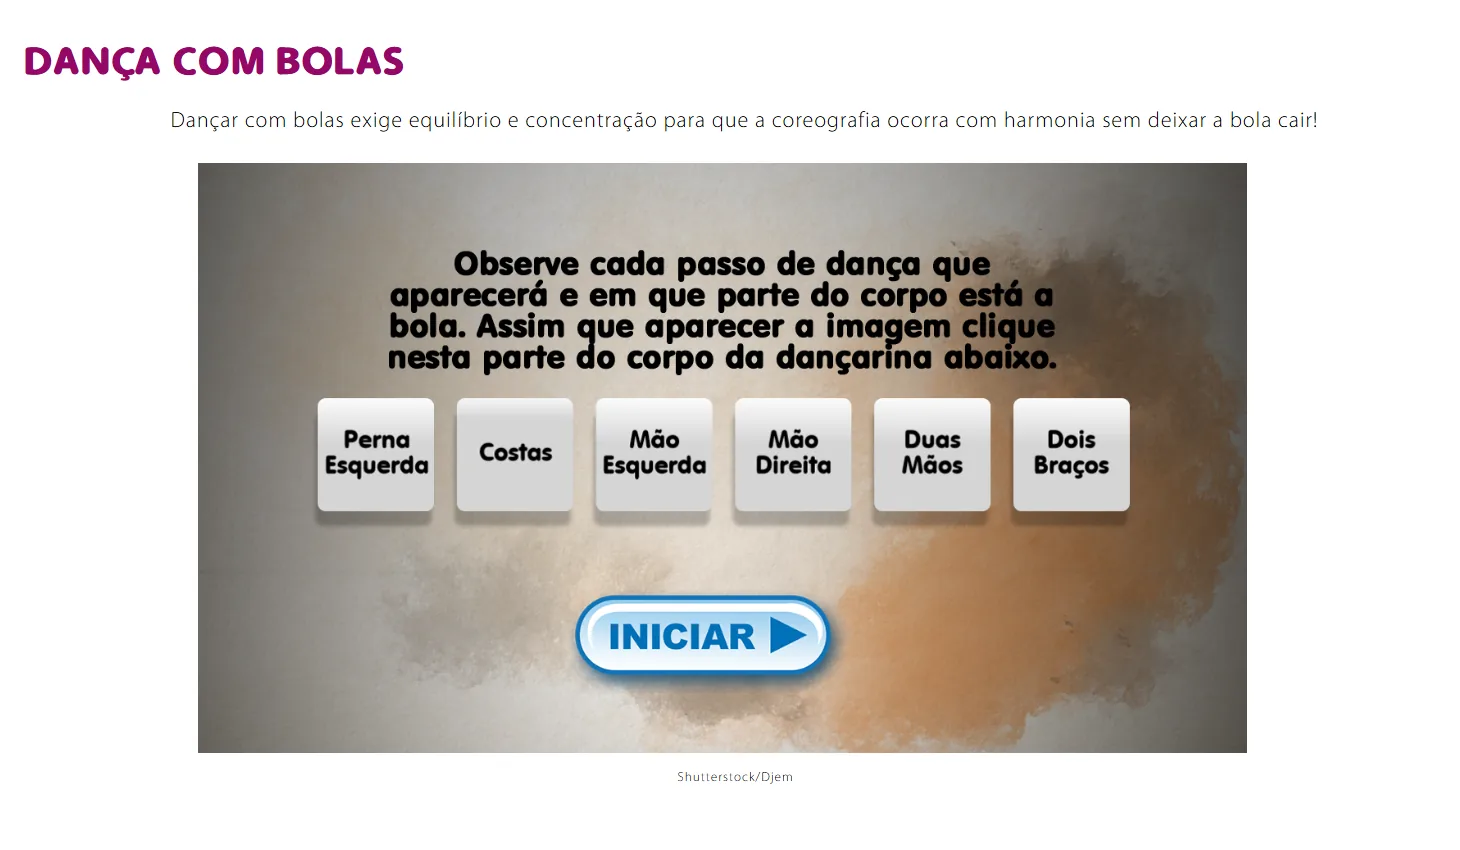 DANÇA COM BOLAS
Dançar com bolas exige equilíbrio e concentração para que a coreografia ocorra com harmonia sem deixar a bola cair!
Observe cada passo de dança que
aparecerá e em que parte do corpo está a
bola. Assim que aparecer a imagem clique
nesta parte do corpo da dançarina abaixo.
Perna
Esquerda
Costas
Mão
Esquerda
Mão
Direita
Duas
Mãos
Dois
Braços
INICIAR
Shutterstock/Djem